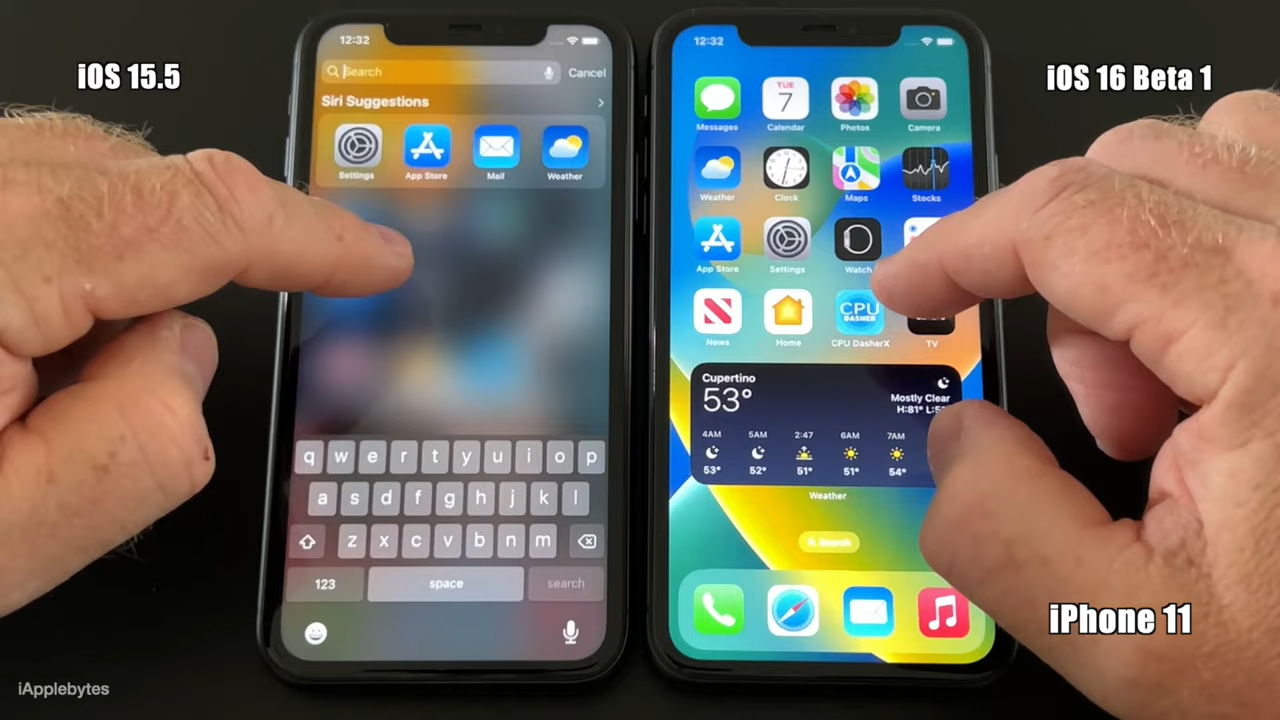 iOS 15.5
iOS 16 Beta 1
iPhone 11
iApplebytes
12:32
Search
Cancel
Siri Suggestions
Settings
App Store
Mail
Weather
q w e r t y u i o p
a s d f g h j k l
z x c v b n m
123
space
search
12:32
Messages
TUE
7
Calendar
Photos
Camera
Weather
Clock
Maps
Stocks
App Store
Settings
Watch
News
Home
CPU
DASHER
CPU DasherX
TV
Cupertino
53°
Mostly Clear
H:81°
4AM 5AM 2:47 6AM 7AM
53° 52° 51° 51° 54°
Weather
Search